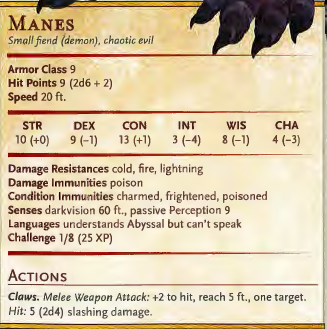 MANES
Small fiend (demon), chaotic evil
Armor Class 9
Hit Points 9 (2d6 + 2)
Speed 20 ft.
STR DEX CON INT WIS CHA
10 (+0) 9 (−1) 13 (+1) 3 (−4) 8 (−1) 4 (−3)
Damage Resistances cold, fire, lightning
Damage Immunities poison
Condition Immunities charmed, frightened, poisoned
Senses darkvision 60 ft., passive Perception 9
Languages understands Abyssal but can't speak
Challenge 1/8 (25 XP)
ACTIONS
Claws. Melee Weapon Attack: +2 to hit, reach 5 ft., one target.
Hit: 5 (2d4) slashing damage.